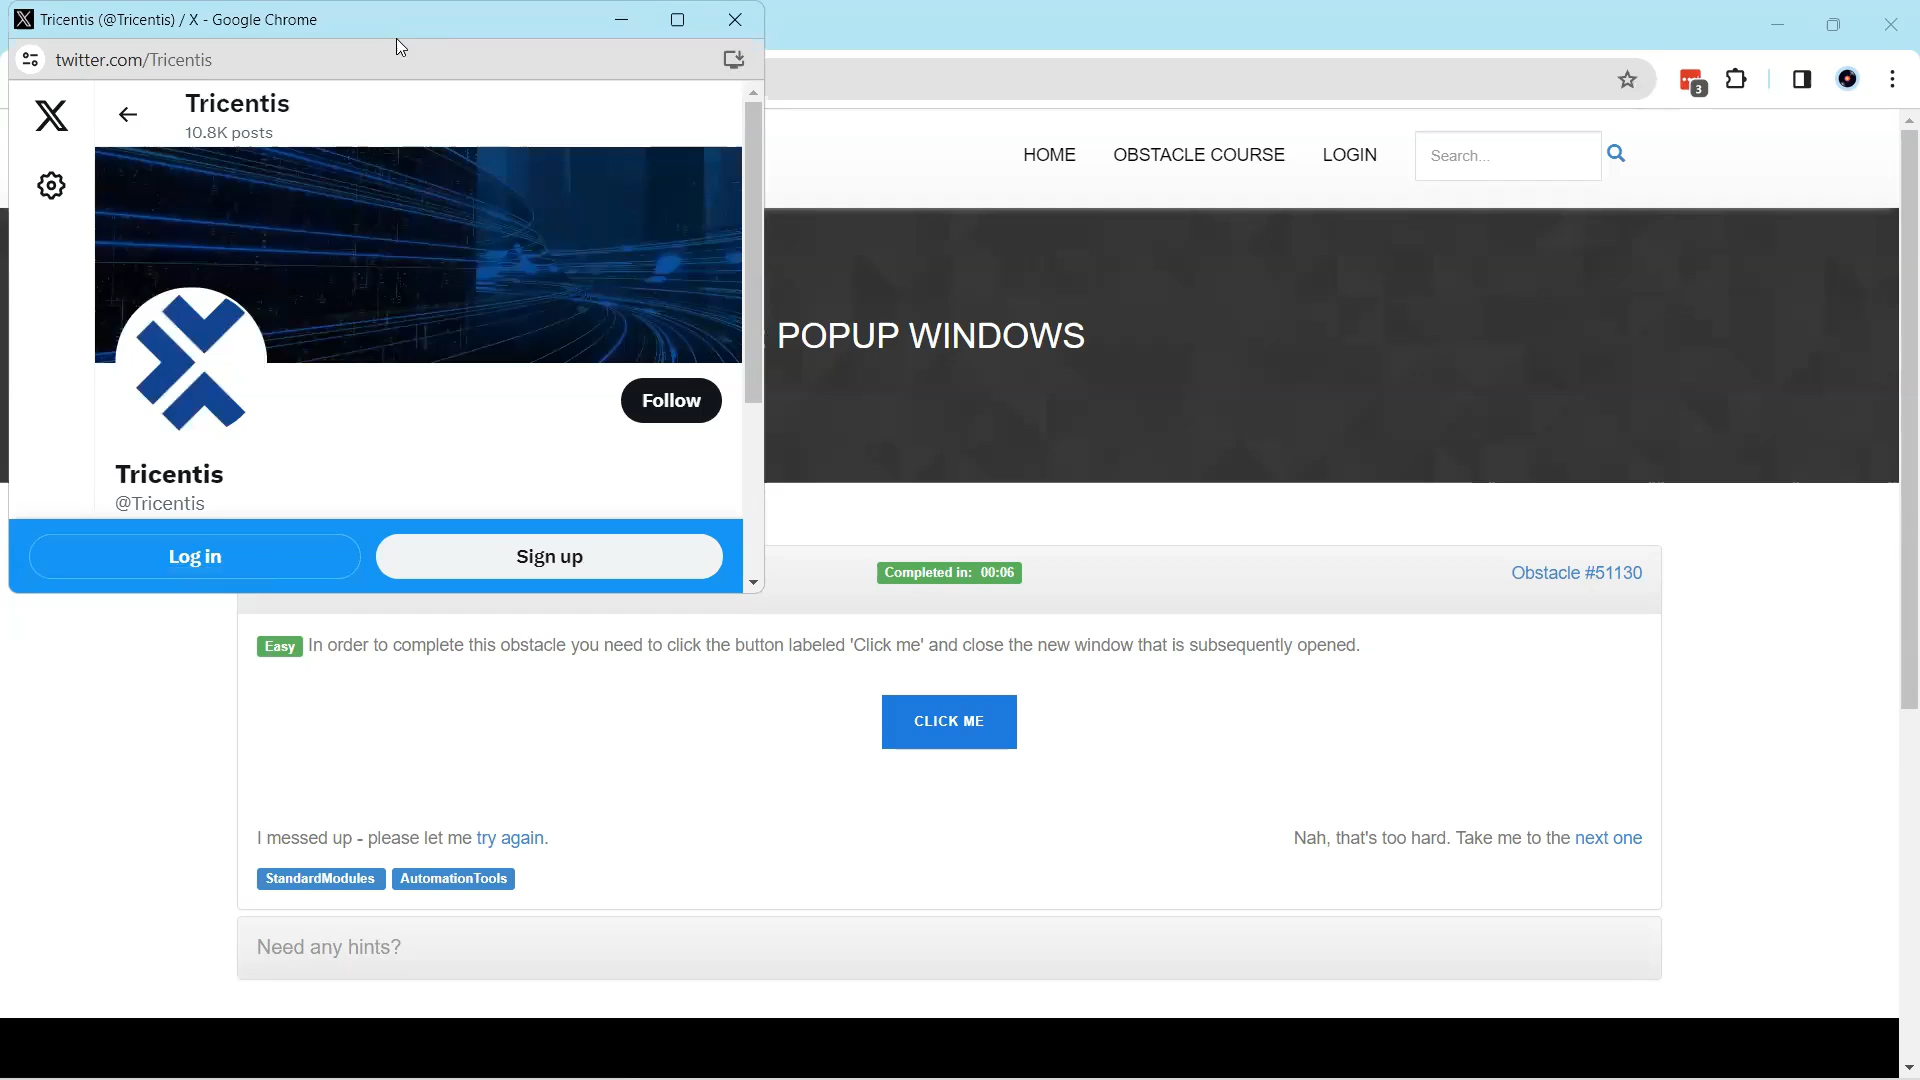 Tricentis (@Tricentis) / X - Google Chrome
twitter.com/Tricentis
3
Tricentis
10.8K posts
HOME OBSTACLE COURSE LOGIN Search...
POPUP WINDOWS
Follow
Tricentis
@Tricentis
Log in Sign up
Completed in: 00:06 Obstacle #51130
Easy In order to complete this obstacle you need to click the button labeled 'Click me' and close the new window that is subsequently opened.
CLICK ME
I messed up - please let me try again. Nah, that's too hard. Take me to the next one
StandardModules AutomationTools
Need any hints?